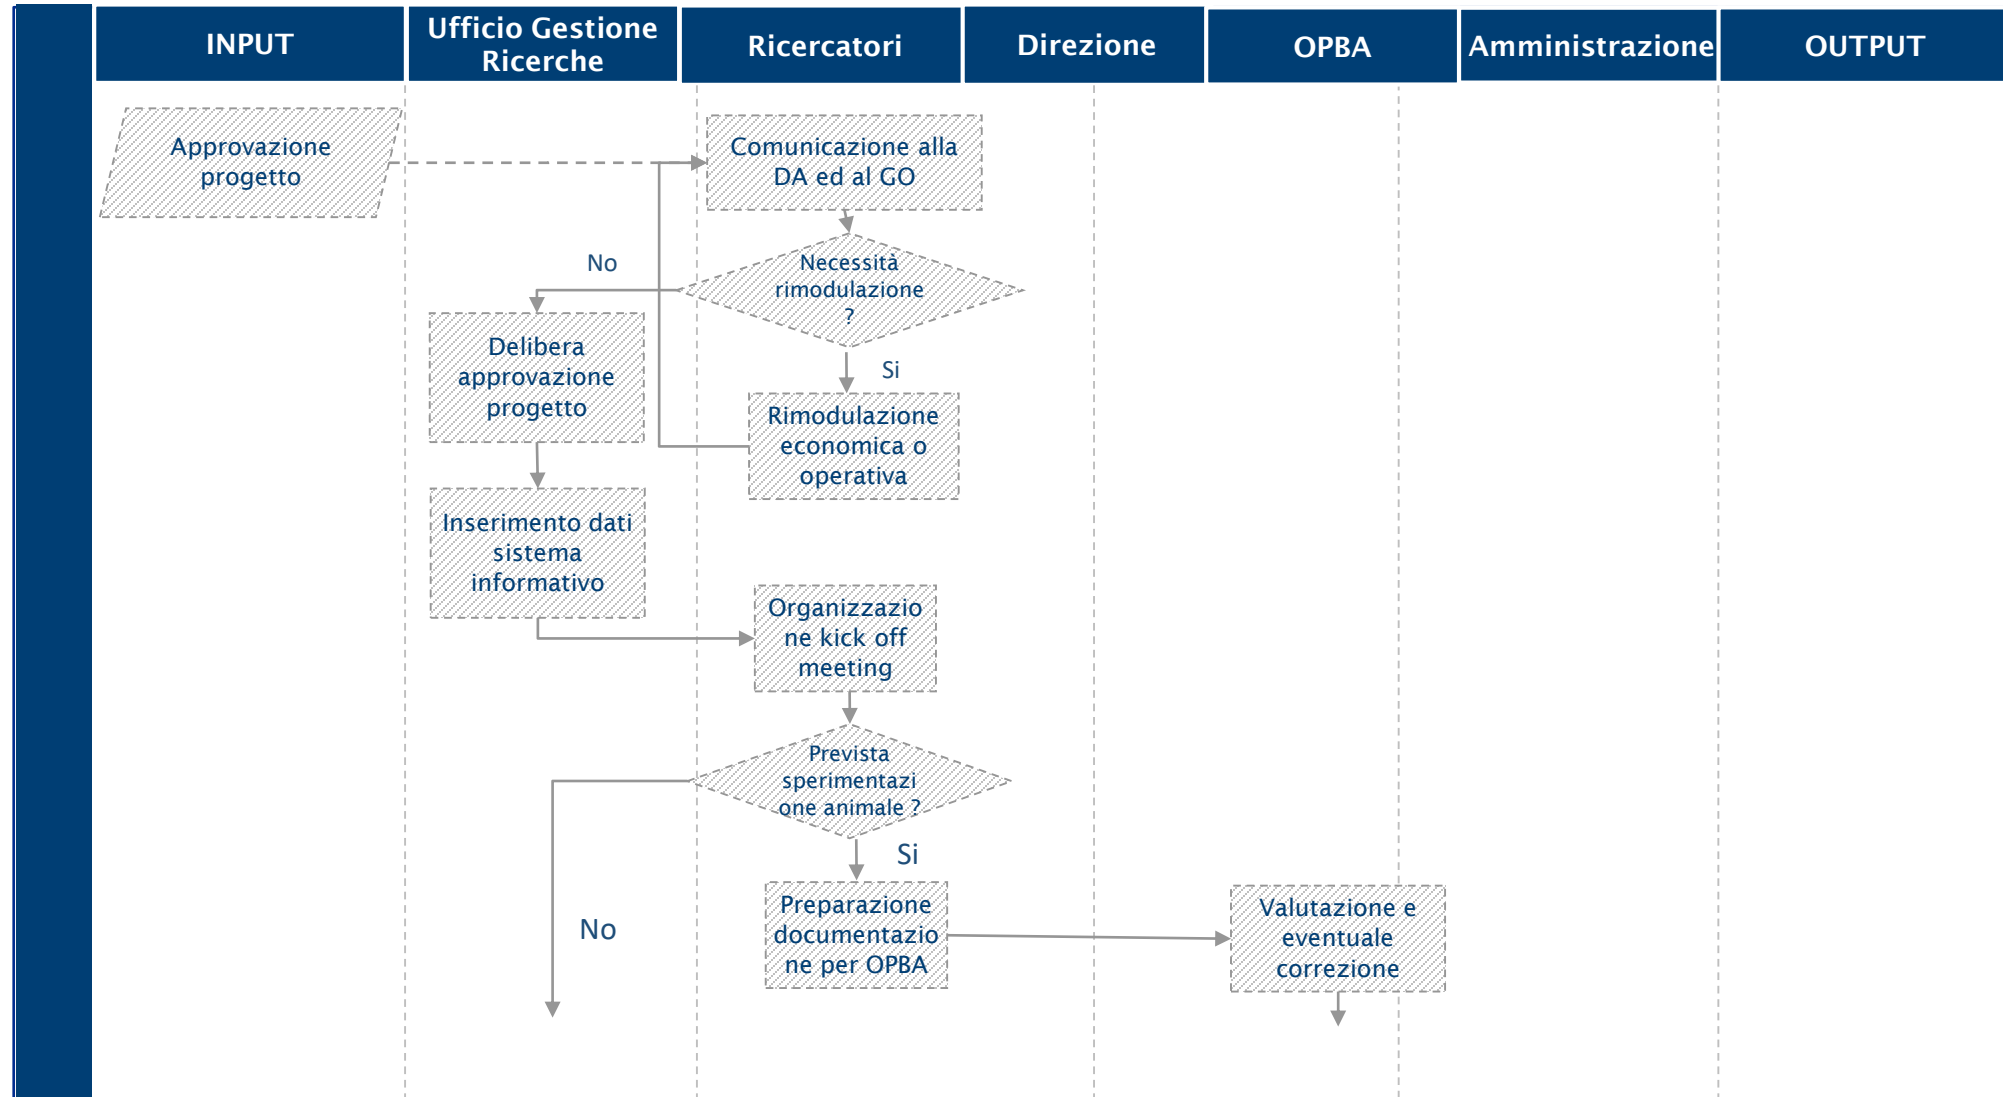 INPUT
Ufficio Gestione
Ricerche
Ricercatori
Direzione
OPBA
Amministrazione
OUTPUT
Approvazione
progetto
Comunicazione alla
DA ed al GO
Necessità
rimodulazione
?
No
Si
Delibera
approvazione
progetto
Rimodulazione
economica o
operativa
Inserimento dati
sistema
informativo
Organizzazio
ne kick off
meeting
Prevista
sperimentazi
one animale ?
Si
No
Preparazione
documentazio
ne per OPBA
Valutazione e
eventuale
correzione